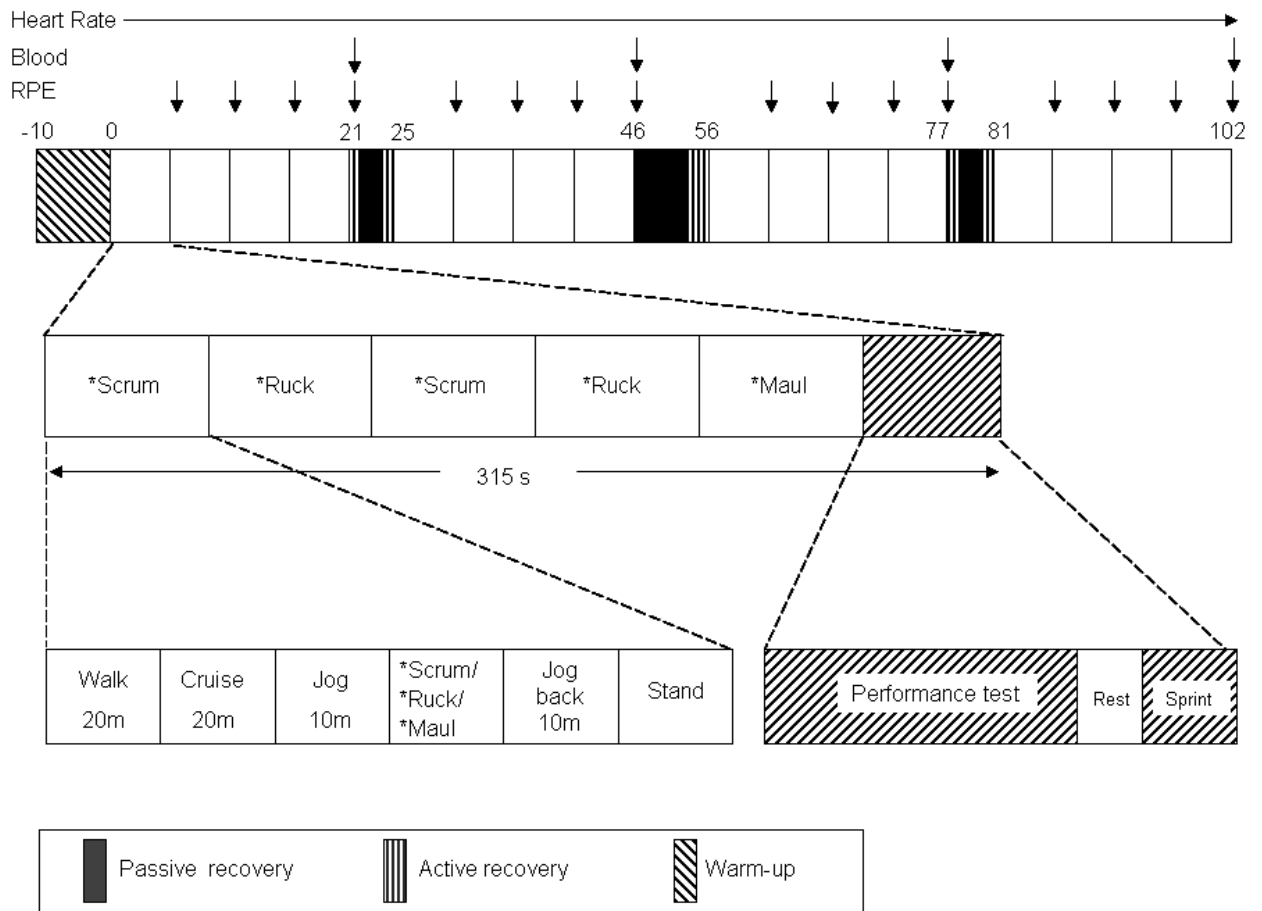 Heart Rate
Blood
RPE
-10 0 21 25 46 56 77 81 102
*Scrum *Ruck *Scrum *Ruck *Maul
315 s
Walk
20m
Cruise
20m
Jog
10m
*Scrum/
*Ruck/
*Maul
Jog
back
10m
Stand
Performance test
Rest
Sprint
Passive recovery
Active recovery
Warm-up